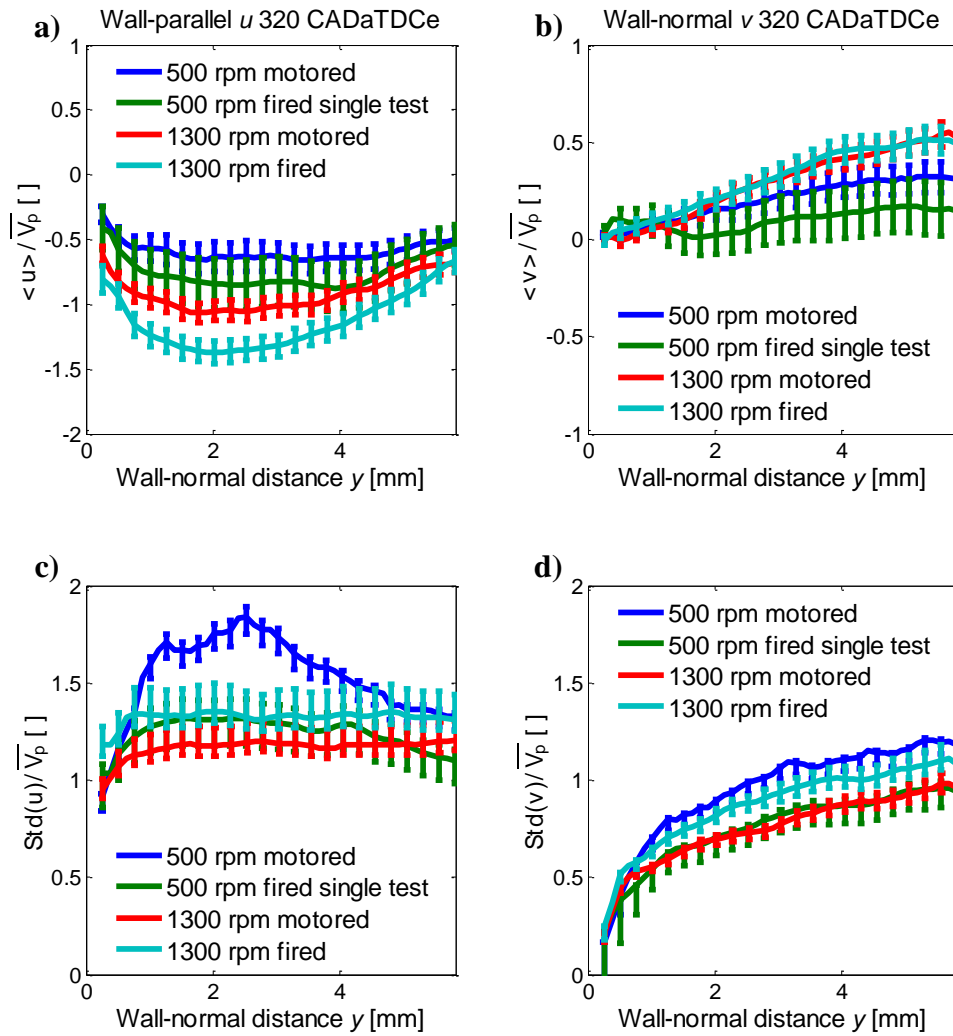 a)
Wall-parallel u 320 CADaTDCe
1
0.5
0
-0.5
-1
-1.5
-2
< u > / V̅p̅ [ ]
500 rpm motored
500 rpm fired single test
1300 rpm motored
1300 rpm fired
0 2 4
Wall-normal distance y [mm]
b)
Wall-normal v 320 CADaTDCe
1
0.5
0
-0.5
-1
< v > / V̅p̅ [ ]
500 rpm motored
500 rpm fired single test
1300 rpm motored
1300 rpm fired
0 2 4
Wall-normal distance y [mm]
c)
2
1.5
1
0.5
0
Std(u)/ V̅p̅ [ ]
500 rpm motored
500 rpm fired single test
1300 rpm motored
1300 rpm fired
0 2 4
Wall-normal distance y [mm]
d)
2
1.5
1
0.5
0
Std(v)/ V̅p̅ [ ]
500 rpm motored
500 rpm fired single test
1300 rpm motored
1300 rpm fired
0 2 4
Wall-normal distance y [mm]